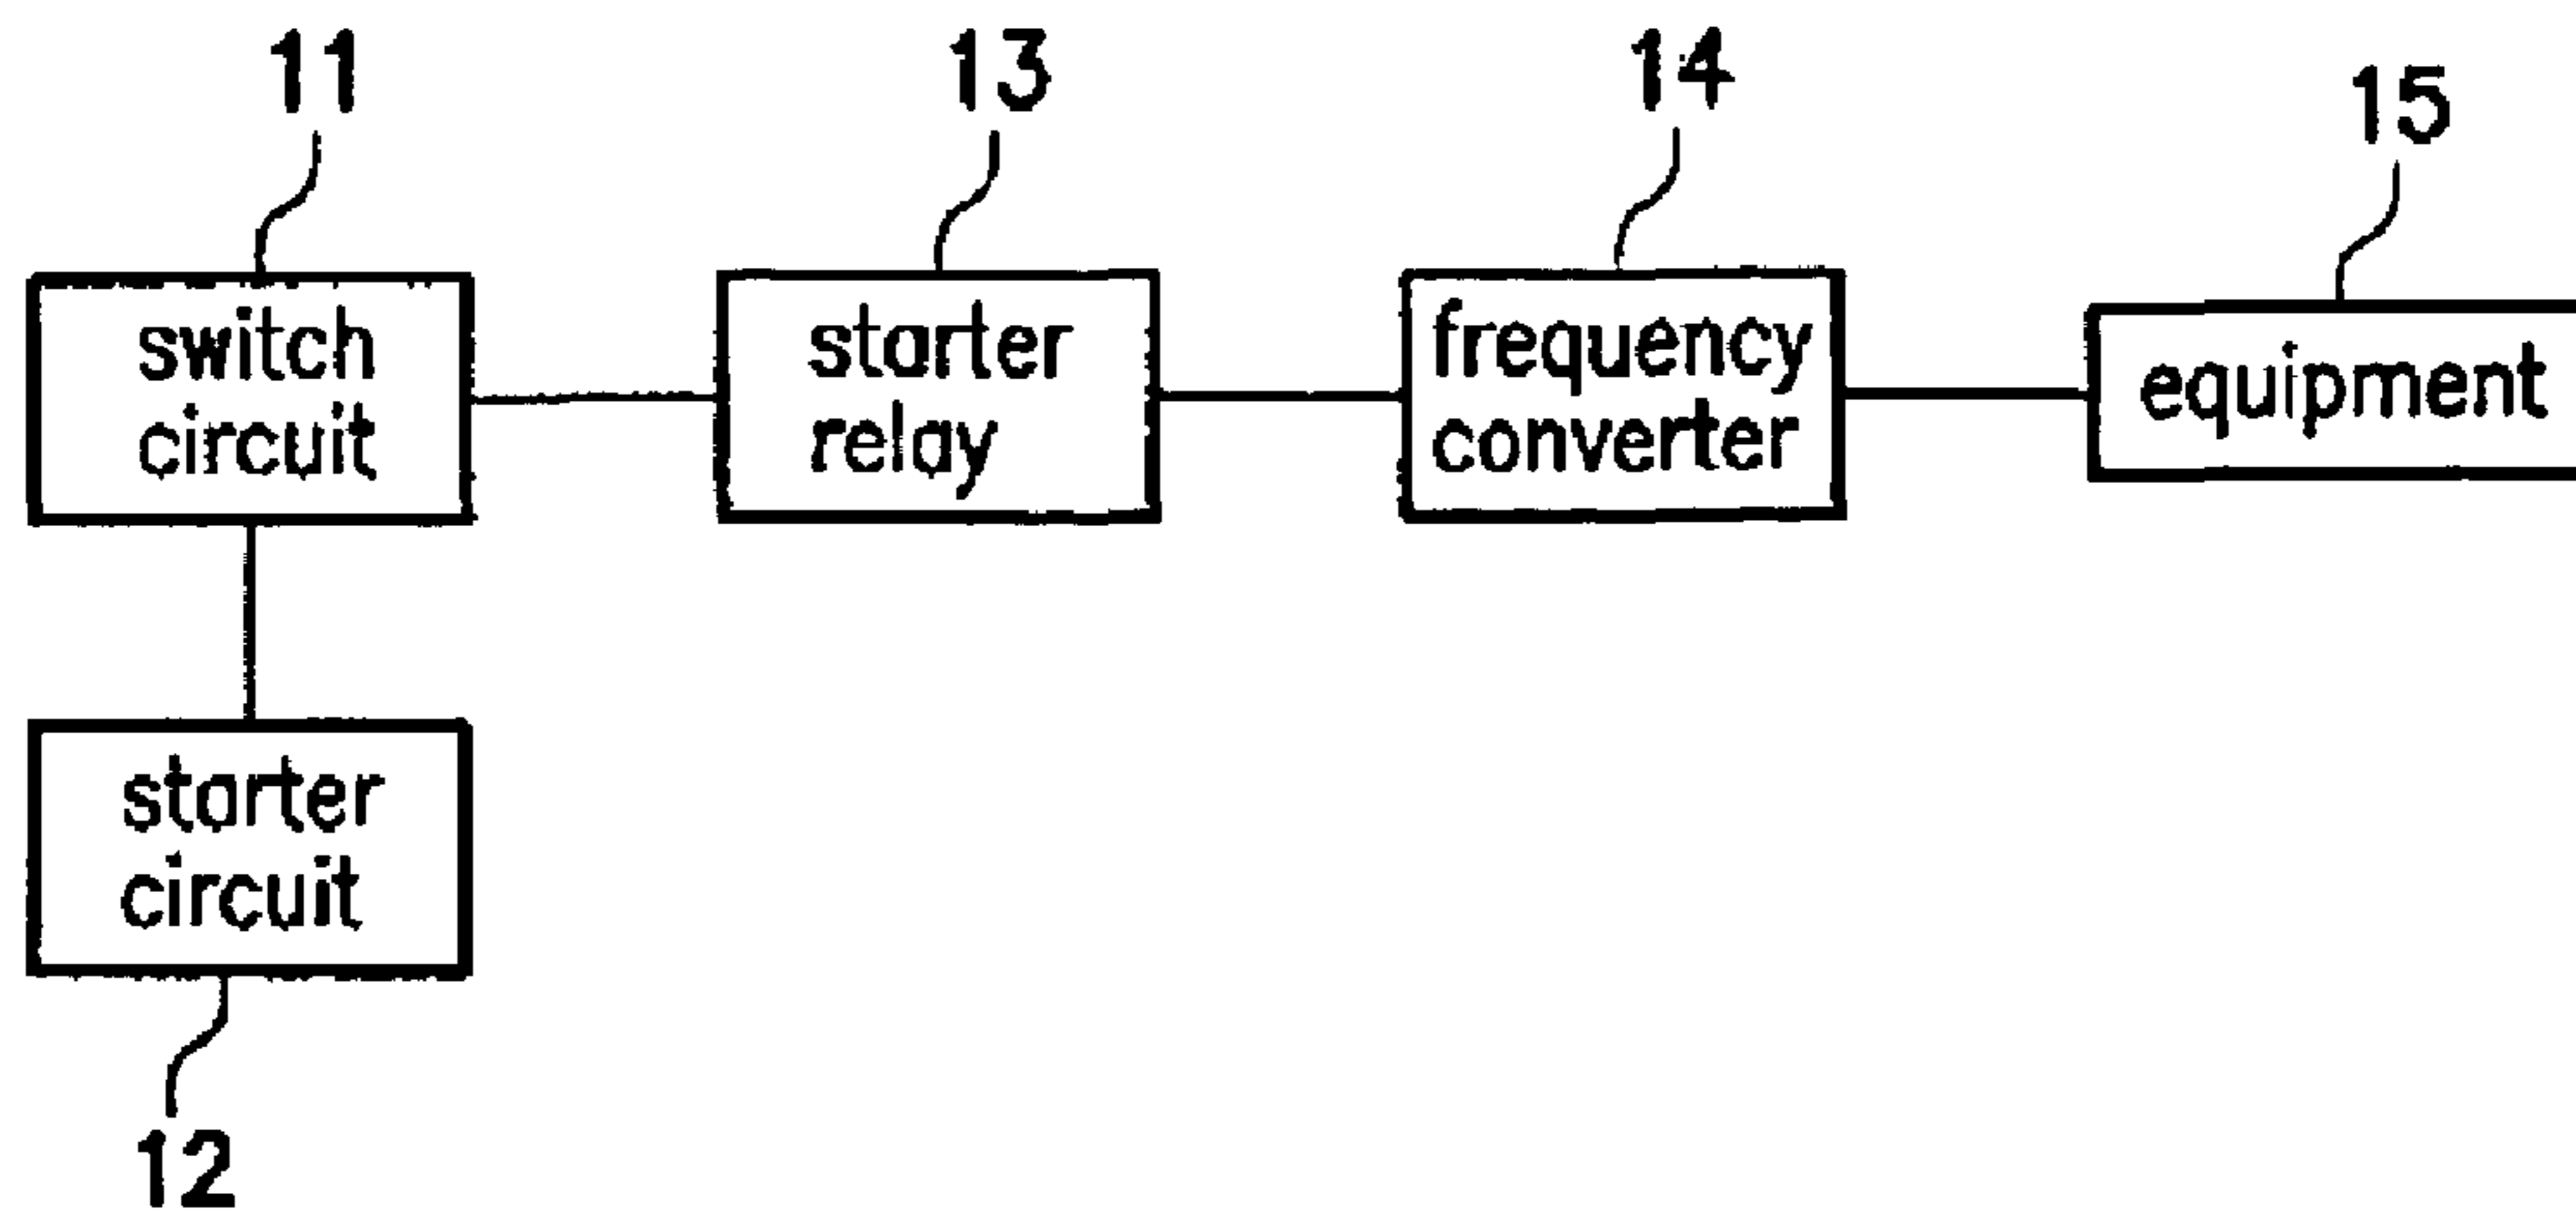 11
13
14
15
switch
circuit
starter
relay
frequency
converter
equipment
starter
circuit
12